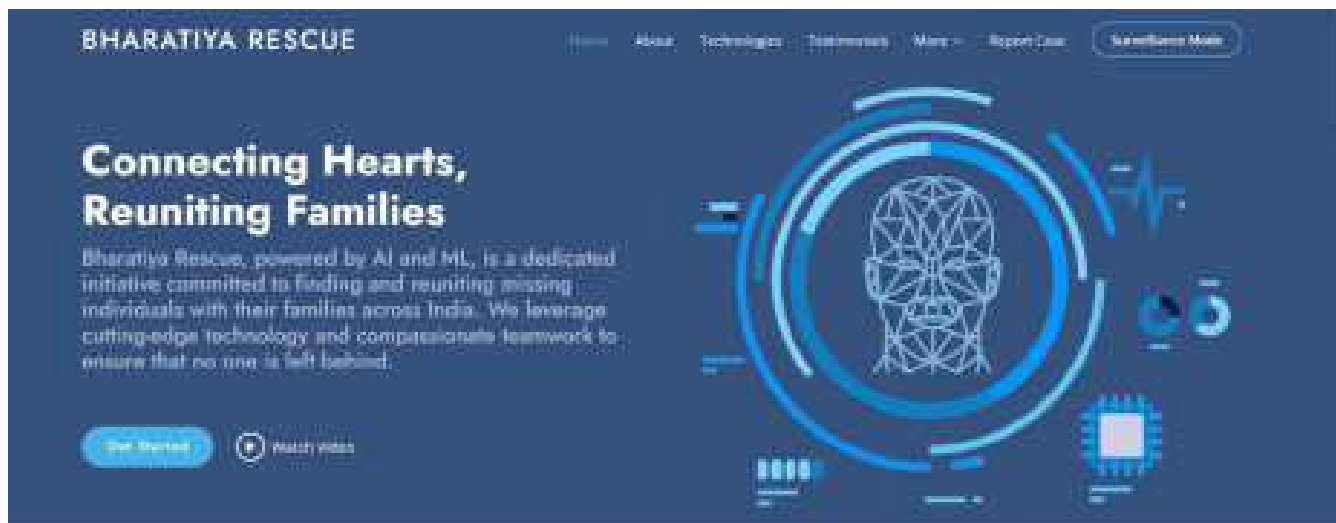 BHARATIYA RESCUE
Home About Technologies Testimonials More Report Case Surveillance Mode
Connecting Hearts,
Reuniting Families
Bharatiya Rescue, powered by AI and ML, is a dedicated
initiative committed to finding and reuniting missing
individuals with their families across India. We leverage
cutting-edge technology and compassionate teamwork to
ensure that no one is left behind.
Get Started Watch Video